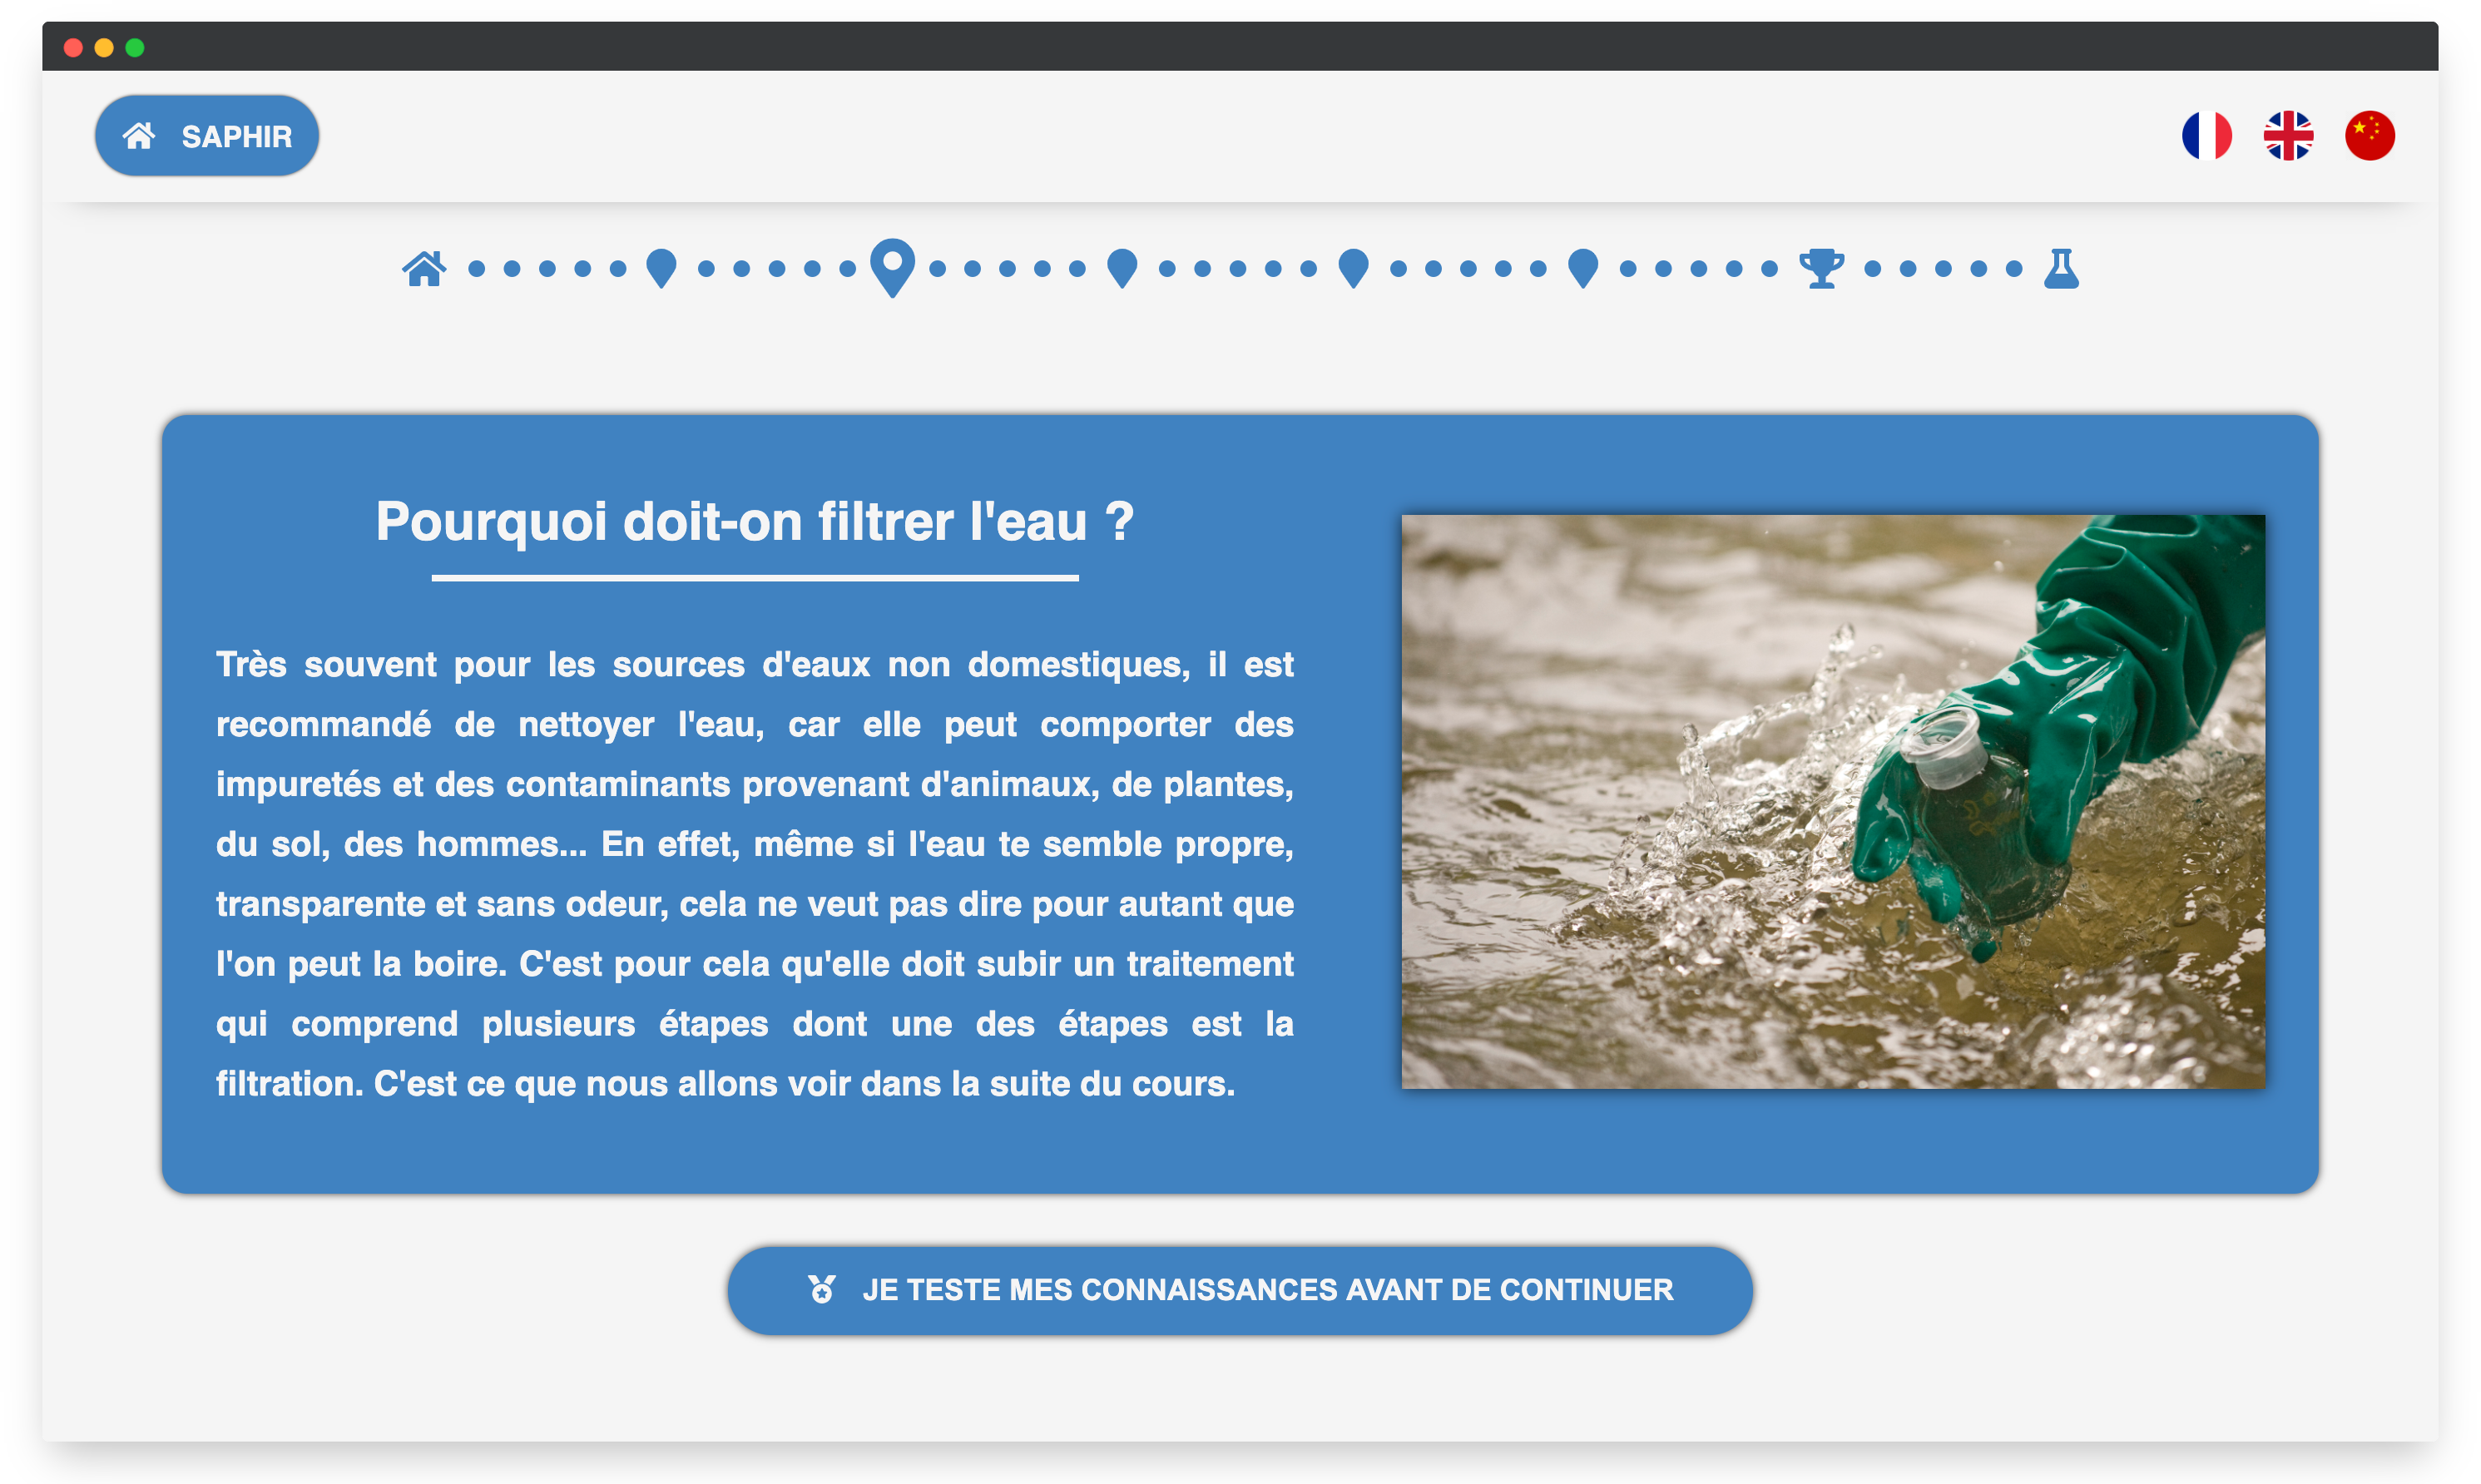 SAPHIR
Pourquoi doit-on filtrer l'eau ?
Très souvent pour les sources d'eaux non domestiques, il est
recommandé de nettoyer l'eau, car elle peut comporter des
impuretés et des contaminants provenant d'animaux, de plantes,
du sol, des hommes... En effet, même si l'eau te semble propre,
transparente et sans odeur, cela ne veut pas dire pour autant que
l'on peut la boire. C'est pour cela qu'elle doit subir un traitement
qui comprend plusieurs étapes dont une des étapes est la
filtration. C'est ce que nous allons voir dans la suite du cours.
JE TESTE MES CONNAISSANCES AVANT DE CONTINUER